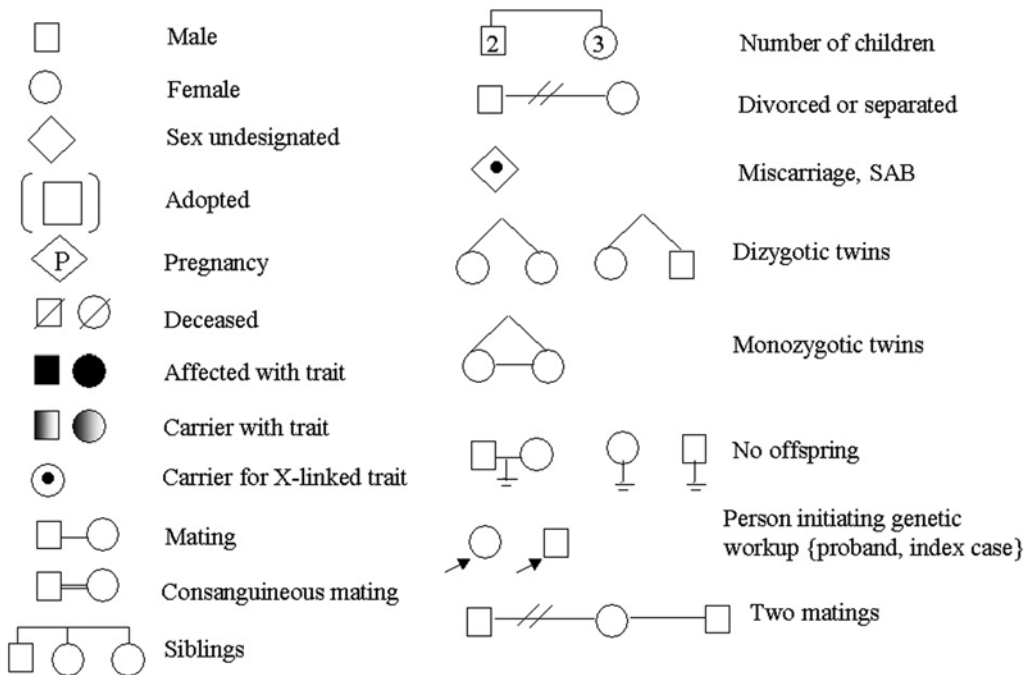 Male
Female
Sex undesignated
Adopted
P
Pregnancy
Deceased
Affected with trait
Carrier with trait
Carrier for X-linked trait
Mating
Consanguineous mating
Siblings
2 3
Number of children
Divorced or separated
Miscarriage, SAB
Dizygotic twins
Monozygotic twins
No offspring
Person initiating genetic
workup {proband, index case}
Two matings